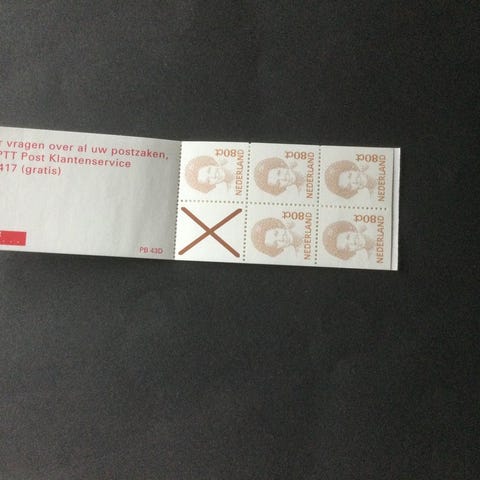 r vragen over al uw postzaken,
PTT Post Klantenservice
417 (gratis)
PB 43D
80ct NEDERLAND
80ct NEDERLAND
80ct NEDERLAND
80ct NEDERLAND
80ct NEDERLAND